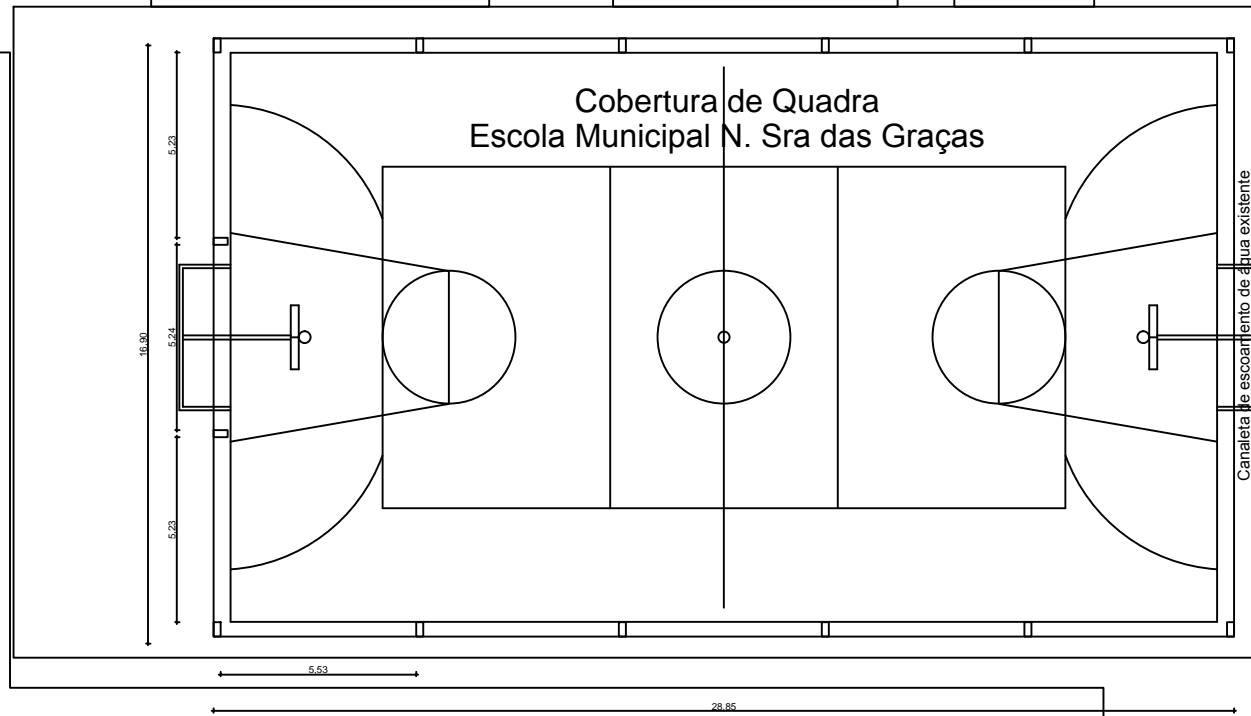 Cobertura de Quadra
Escola Municipal N. Sra das Graças
5.23
16.90
5.24
5.23
Canaleta de escoamento de água existente
5.53
28.85